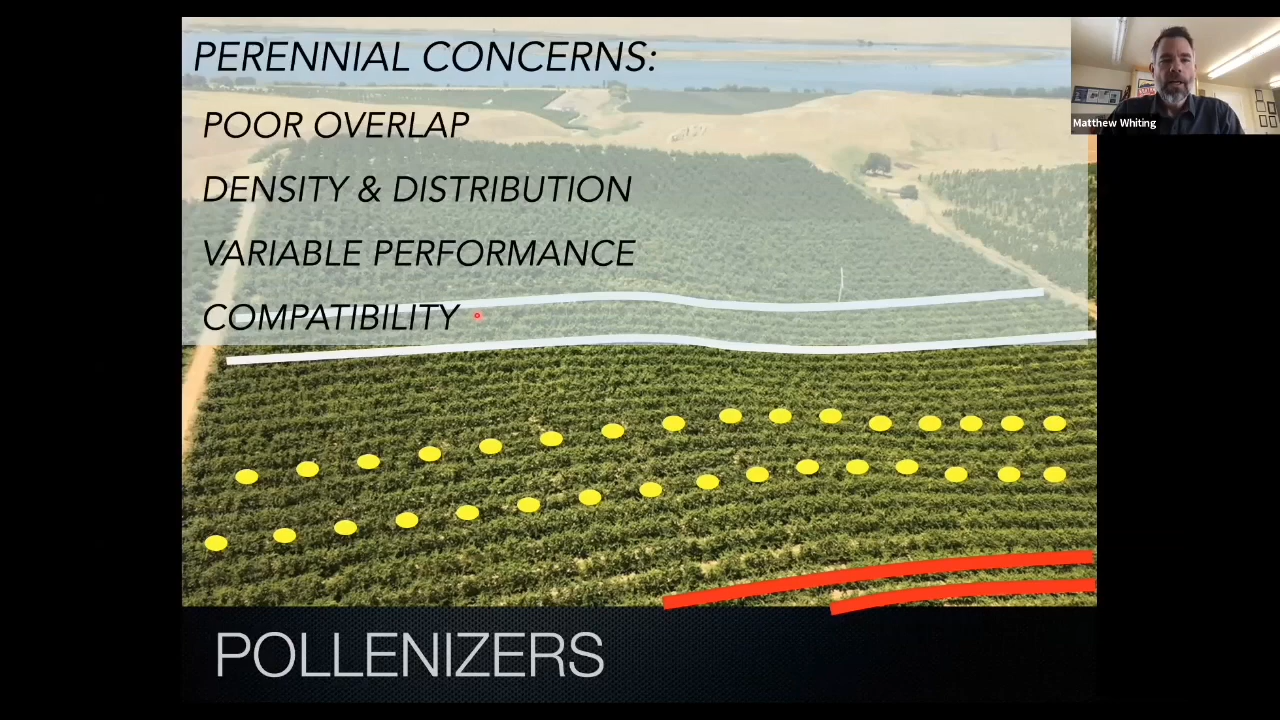 PERENNIAL CONCERNS:
POOR OVERLAP
DENSITY & DISTRIBUTION
VARIABLE PERFORMANCE
COMPATIBILITY
POLLENIZERS
Matthew Whiting